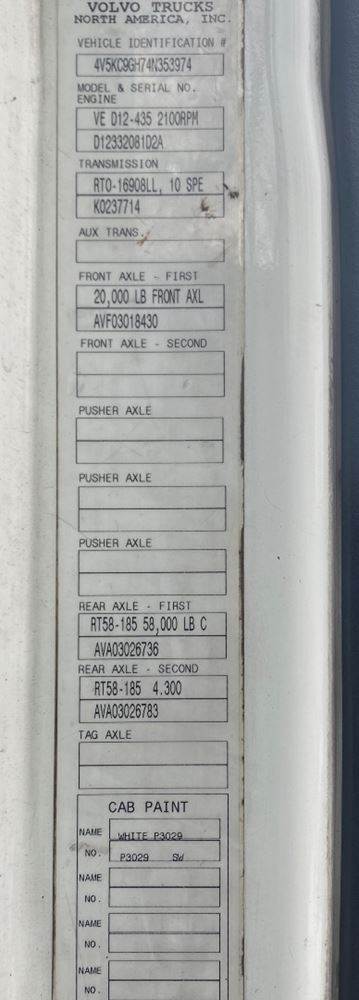 VOLVO TRUCKS
NORTH AMERICA, INC.
VEHICLE IDENTIFICATION #
4V5KC9GH74N353974
MODEL & SERIAL NO.
ENGINE
VE D12-435 2100RPM
D12332081D2A
TRANSMISSION
RTO-16908LL, 10 SPE
K0237714
AUX TRANS.
FRONT AXLE - FIRST
20,000 LB FRONT AXL
AVF03018430
FRONT AXLE - SECOND
PUSHER AXLE
PUSHER AXLE
PUSHER AXLE
REAR AXLE - FIRST
RT58-185 58,000 LB C
AVA03026736
REAR AXLE - SECOND
RT58-185 4.300
AVA03026783
TAG AXLE
CAB PAINT
NAME WHITE P3029
NO. P3029 SW
NAME
NO.
NAME
NO.
NAME
NO.